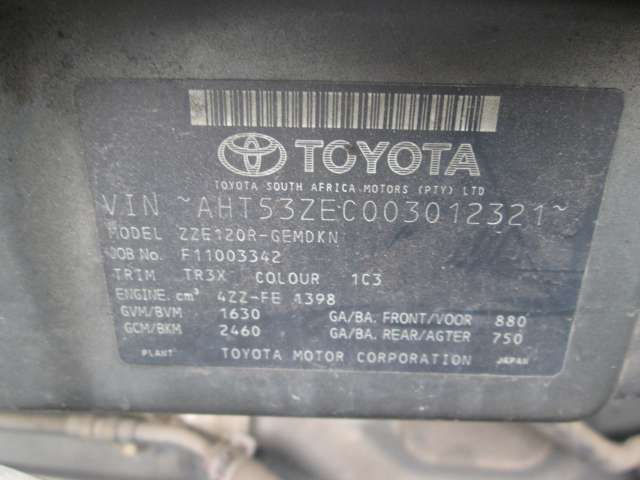 TOYOTA
TOYOTA SOUTH AFRICA MOTORS (PTY) LTD
VIN ~AHT53ZEC003012321~
MODEL ZZE120R-GEMDKN
JOB No. F11003342
TRIM TR3X COLOUR 1C3
ENGINE.cm³ 4ZZ-FE 1398
GVM/BVM 1630 GA/BA. FRONT/VOOR 880
GCM/BKM 2460 GA/BA. REAR/AGTER 750
PLANT TOYOTA MOTOR CORPORATION JAPAN